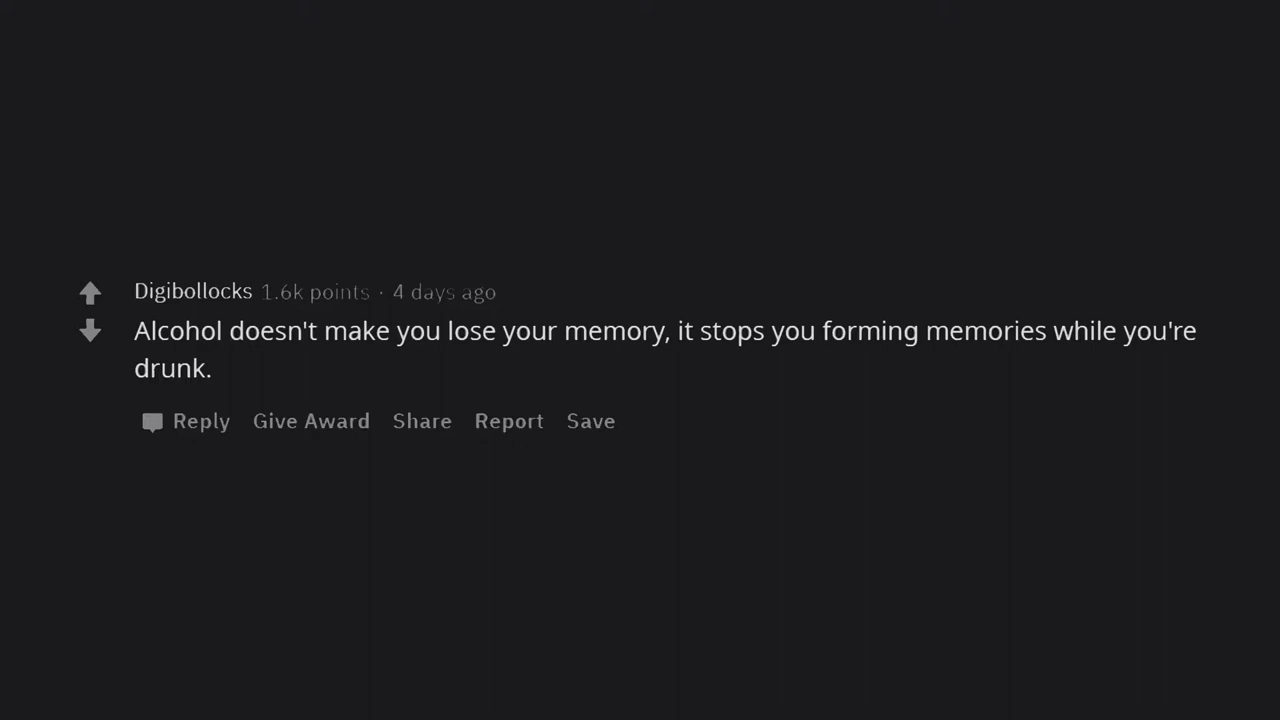 Digibollocks 1.6k points · 4 days ago
Alcohol doesn't make you lose your memory, it stops you forming memories while you're
drunk.
Reply Give Award Share Report Save